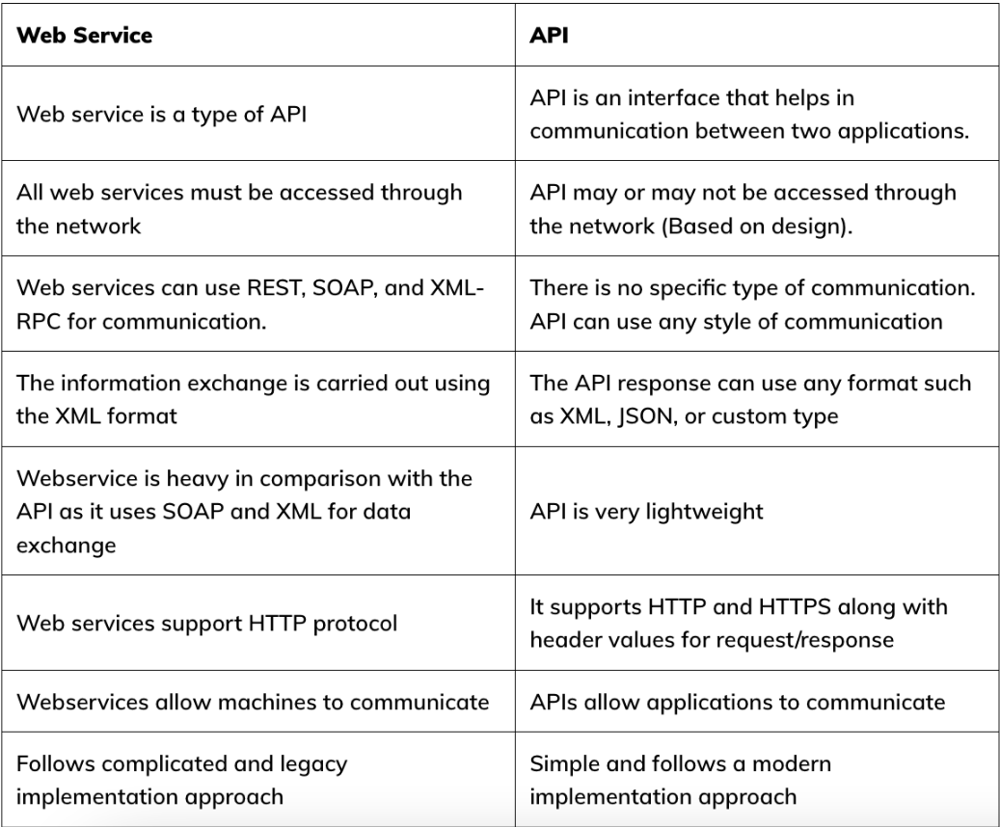 Web Service
API
Web service is a type of API
API is an interface that helps in
communication between two applications.
All web services must be accessed through
the network
API may or may not be accessed through
the network (Based on design).
Web services can use REST, SOAP, and XML-
RPC for communication.
There is no specific type of communication.
API can use any style of communication
The information exchange is carried out using
the XML format
The API response can use any format such
as XML, JSON, or custom type
Webservice is heavy in comparison with the
API as it uses SOAP and XML for data
exchange
API is very lightweight
Web services support HTTP protocol
It supports HTTP and HTTPS along with
header values for request/response
Webservices allow machines to communicate
APIs allow applications to communicate
Follows complicated and legacy
implementation approach
Simple and follows a modern
implementation approach